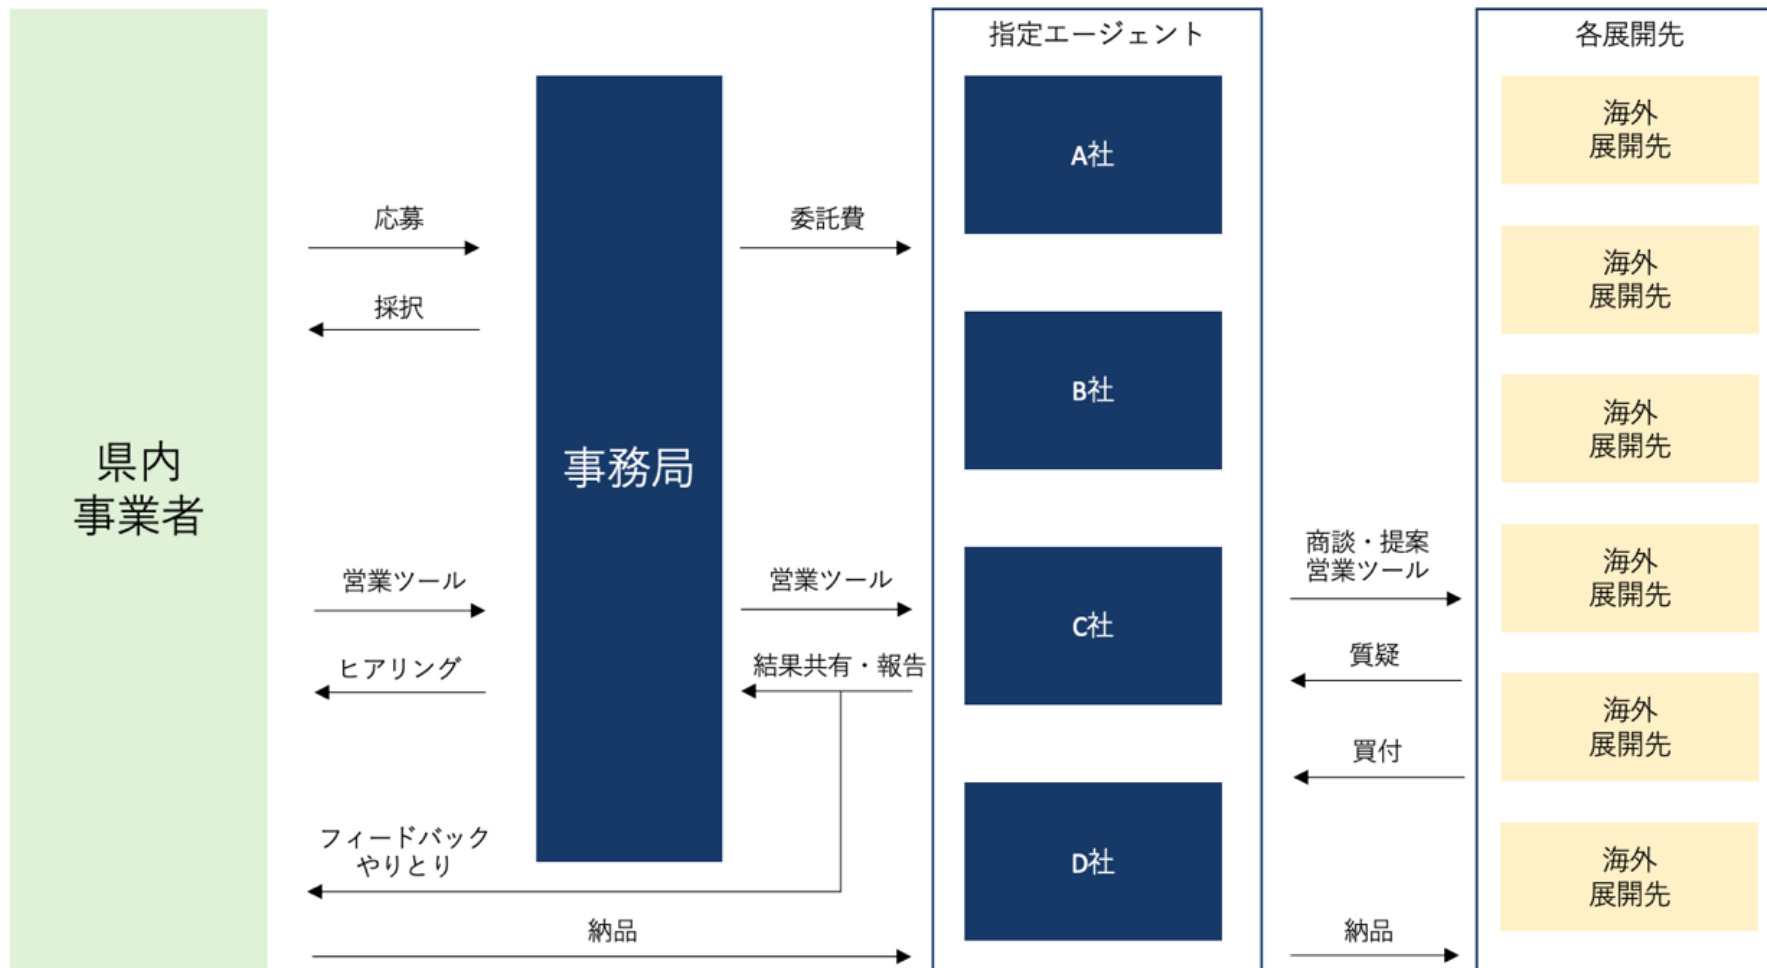 県内
事業者
応募
採択
営業ツール
ヒアリング
フィードバック
やりとり
納品
事務局
委託費
営業ツール
結果共有・報告
指定エージェント
A社
B社
C社
D社
商談・提案
営業ツール
質疑
買付
納品
各展開先
海外
展開先
海外
展開先
海外
展開先
海外
展開先
海外
展開先
海外
展開先